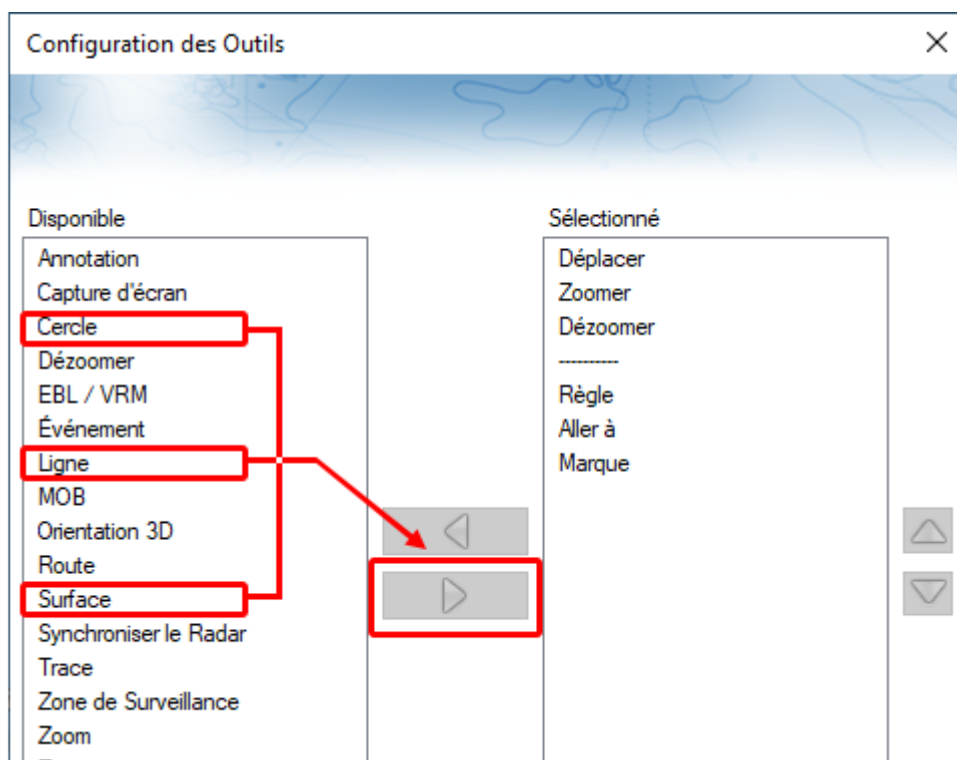 Configuration des Outils
Disponible
Annotation
Capture d'écran
Cercle
Dézoomer
EBL / VRM
Événement
Ligne
MOB
Orientation 3D
Route
Surface
Synchroniser le Radar
Trace
Zone de Surveillance
Zoom
Sélectionné
Déplacer
Zoomer
Dézoomer
----------
Règle
Aller à
Marque